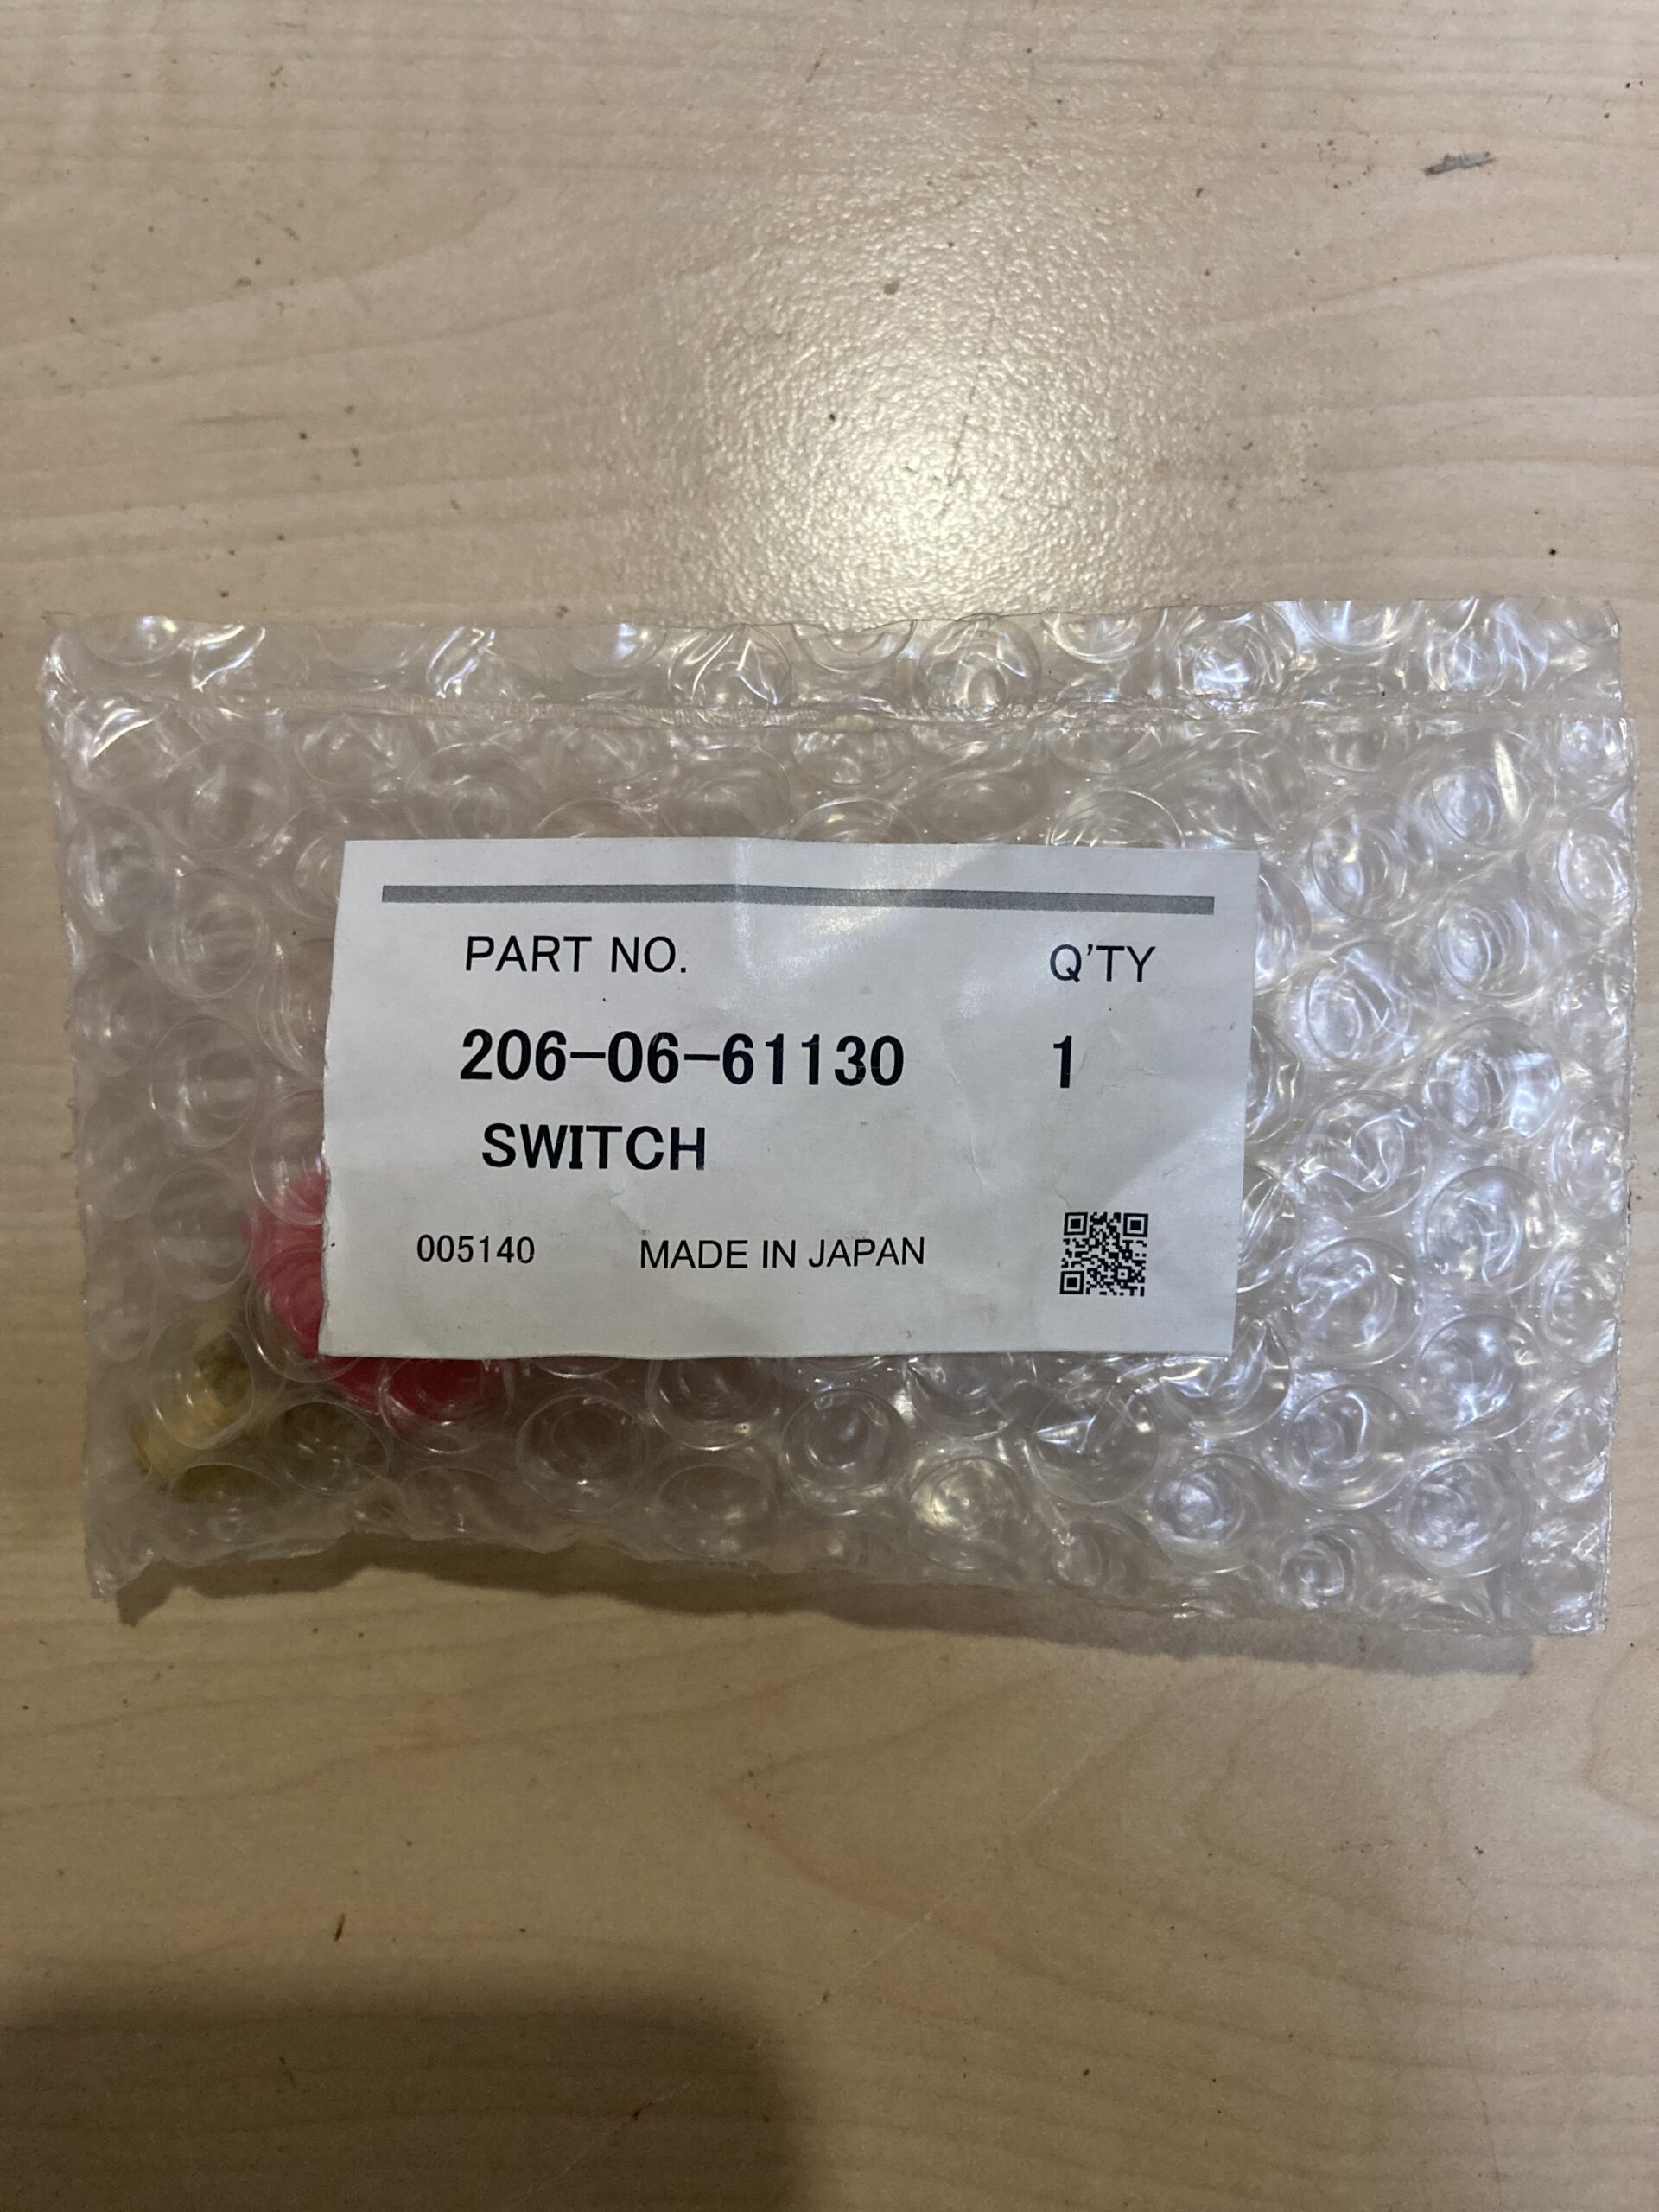 PART NO. Q'TY
206-06-61130 1
SWITCH
005140 MADE IN JAPAN